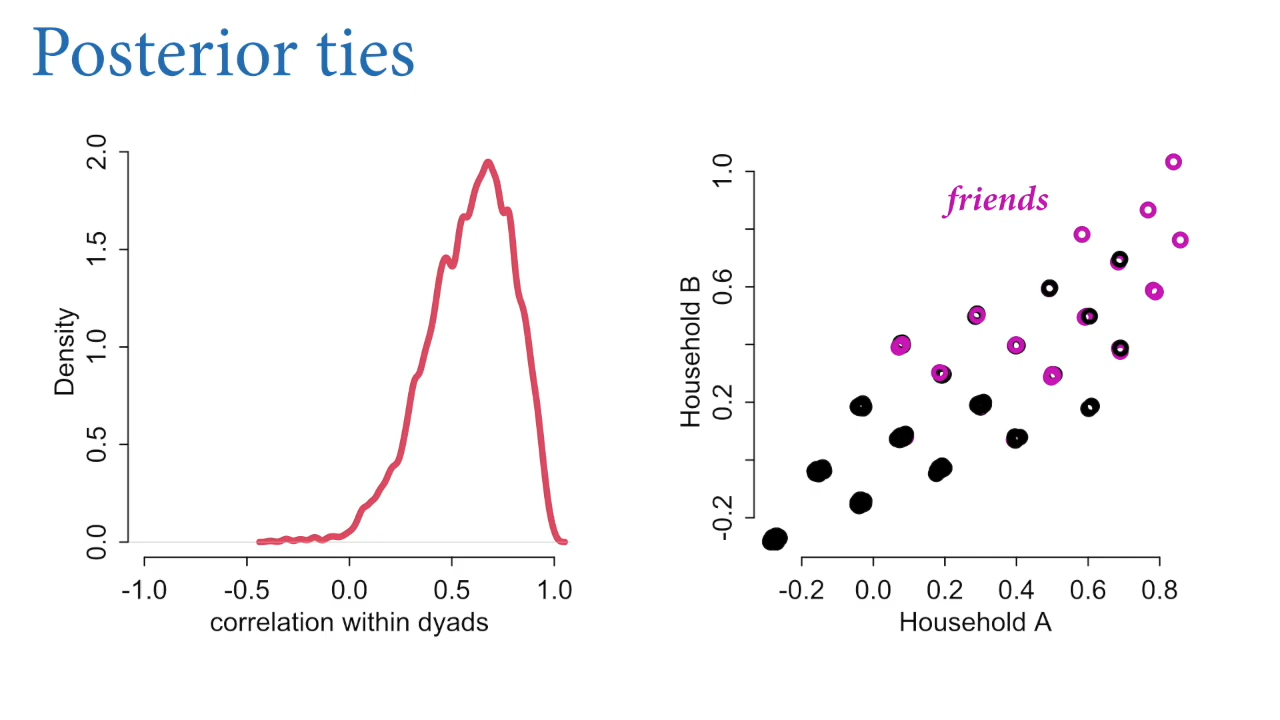 Posterior ties
2.0
1.5
1.0
0.5
0.0
Density
-1.0 -0.5 0.0 0.5 1.0
correlation within dyads
friends
1.0
0.6
0.2
-0.2
Household B
-0.2 0.0 0.2 0.4 0.6 0.8
Household A